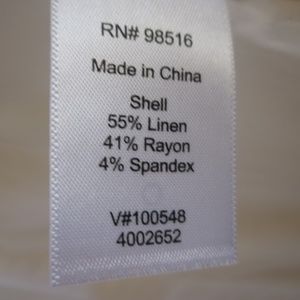 RN# 98516
Made in China
Shell
55% Linen
41% Rayon
4% Spandex
V#100548
4002652